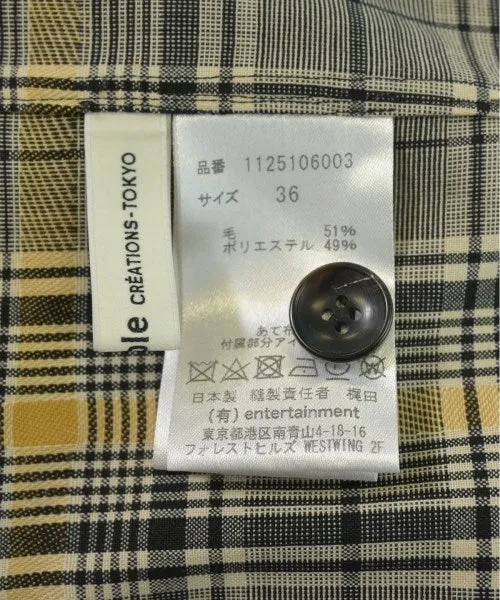 ple CRÉATIONS-TOKYO
品番 1125106003
サイズ 36
毛 51%
ポリエステル 49%
あて布
付属部分アイ
日本製 縫製責任者 梶田
(有) entertainment
東京都港区南青山4-18-16
フォレストヒルズ WESTWING 2F